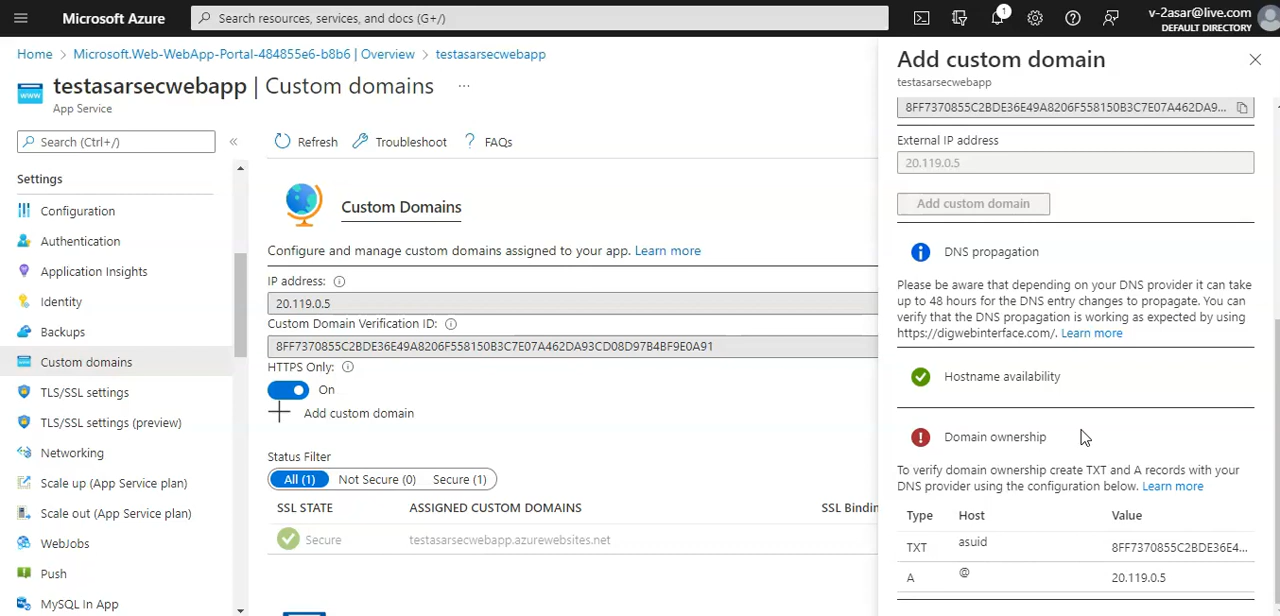 Microsoft Azure
Search resources, services, and docs (G+/)
1
v-2asar@live.com
DEFAULT DIRECTORY
Home > Microsoft.Web-WebApp-Portal-484855e6-b8b6 | Overview > testasarsecwebapp
www
testasarsecwebapp | Custom domains ...
App Service
Search (Ctrl+/)
«
Settings
Configuration
Authentication
Application Insights
Identity
Backups
Custom domains
TLS/SSL settings
TLS/SSL settings (preview)
Networking
Scale up (App Service plan)
Scale out (App Service plan)
WebJobs
Push
MySQL In App
Refresh
Troubleshoot
? FAQs
Custom Domains
Configure and manage custom domains assigned to your app. Learn more
IP address:
20.119.0.5
Custom Domain Verification ID:
8FF7370855C2BDE36E49A8206F558150B3C7E07A462DA93CD08D97B4BF9E0A91
HTTPS Only:
On
Add custom domain
Status Filter
All (1) Not Secure (0) Secure (1)
SSL STATE ASSIGNED CUSTOM DOMAINS SSL Bindin
Secure testasarsecwebapp.azurewebsites.net
Add custom domain
testasarsecwebapp
8FF7370855C2BDE36E49A8206F558150B3C7E07A462DA9...
External IP address
20.119.0.5
Add custom domain
DNS propagation
Please be aware that depending on your DNS provider it can take
up to 48 hours for the DNS entry changes to propagate. You can
verify that the DNS propagation is working as expected by using
https://digwebinterface.com/. Learn more
Hostname availability
Domain ownership
To verify domain ownership create TXT and A records with your
DNS provider using the configuration below. Learn more
Type Host Value
TXT asuid 8FF7370855C2BDE36E4...
A @ 20.119.0.5